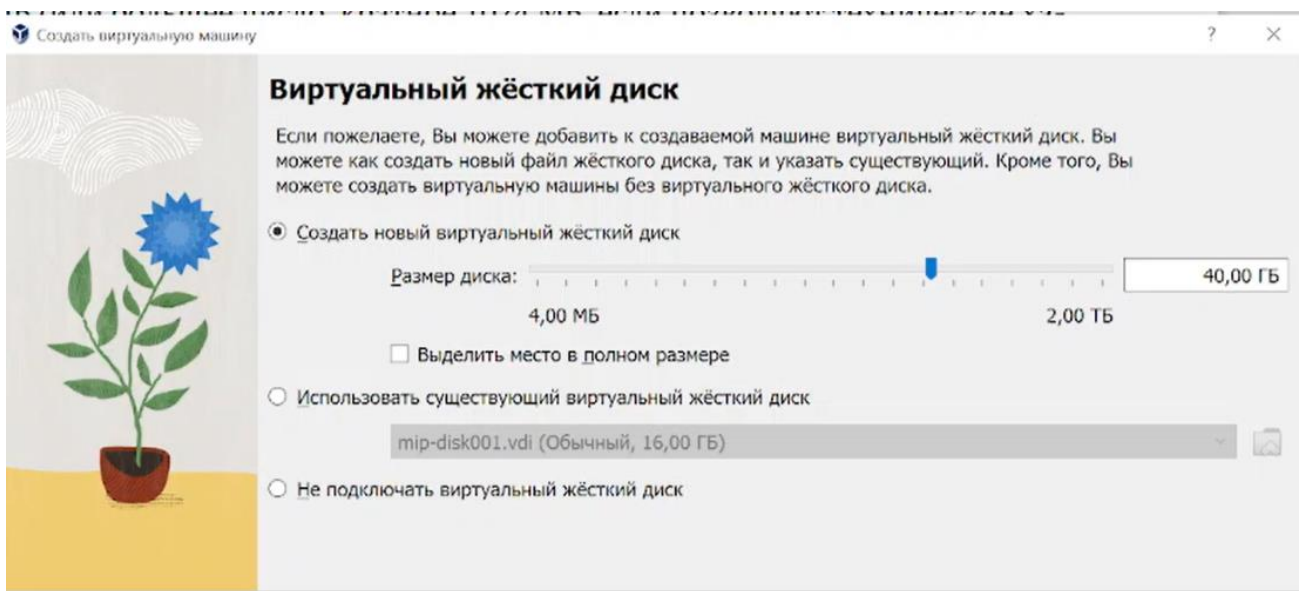 Создать виртуальную машину
?
Виртуальный жёсткий диск
Если пожелаете, Вы можете добавить к создаваемой машине виртуальный жёсткий диск. Вы
можете как создать новый файл жёсткого диска, так и указать существующий. Кроме того, Вы
можете создать виртуальную машины без виртуального жёсткого диска.
Создать новый виртуальный жёсткий диск
Размер диска:
40,00 ГБ
4,00 МБ
2,00 ТБ
Выделить место в полном размере
Использовать существующий виртуальный жёсткий диск
mip-disk001.vdi (Обычный, 16,00 ГБ)
Не подключать виртуальный жёсткий диск